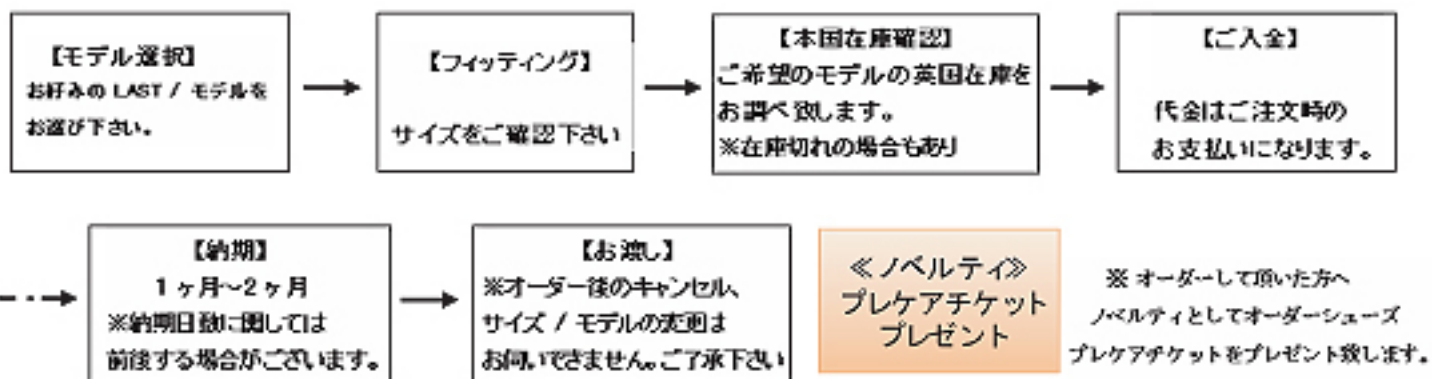 【モデル選択】
お好みの LAST / モデルを
お選び下さい。
【フィッティング】
サイズをご確認下さい
【本国在庫確認】
ご希望のモデルの英国在庫を
お調べ致します。
※在庫切れの場合もあり
【ご入金】
代金はご注文時の
お支払いになります。
【納期】
1ヶ月～2ヶ月
※納期日数に関しては
前後する場合がございます。
【お渡し】
※オーダー後のキャンセル、
サイズ / モデルの変更は
お伺いできません。ご了承下さい
≪ノベルティ≫
プレケアチケット
プレゼント
※ オーダーして頂いた方へ
ノベルティとしてオーダーシューズ
プレケアチケットをプレゼント致します。